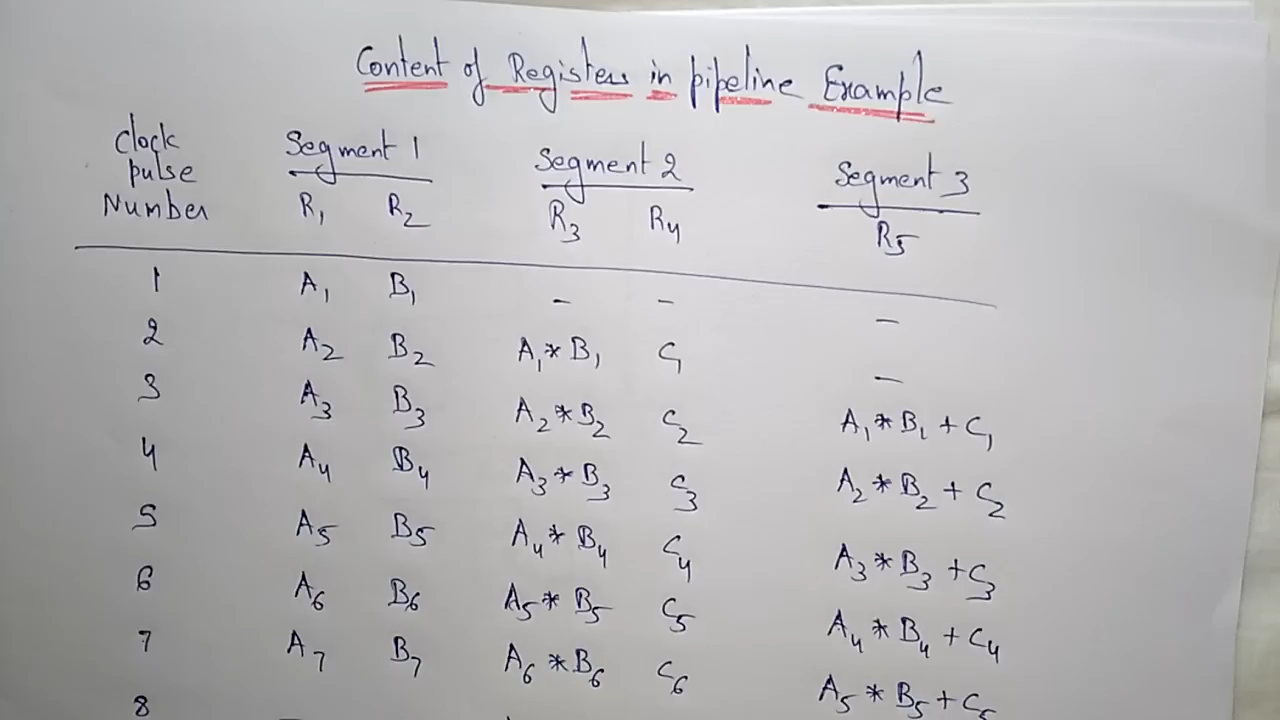 Content of Registers in pipeline Example
Clock pulse Number Segment 1 Segment 2 Segment 3
R₁ R₂ R₃ R₄ R₅
1 A₁ B₁ - - -
2 A₂ B₂ A₁*B₁ C₁ -
3 A₃ B₃ A₂*B₂ C₂ A₁*B₁+C₁
4 A₄ B₄ A₃*B₃ C₃ A₂*B₂+C₂
5 A₅ B₅ A₄*B₄ C₄ A₃*B₃+C₃
6 A₆ B₆ A₅*B₅ C₅ A₄*B₄+C₄
7 A₇ B₇ A₆*B₆ C₆ A₅*B₅+C₅
8